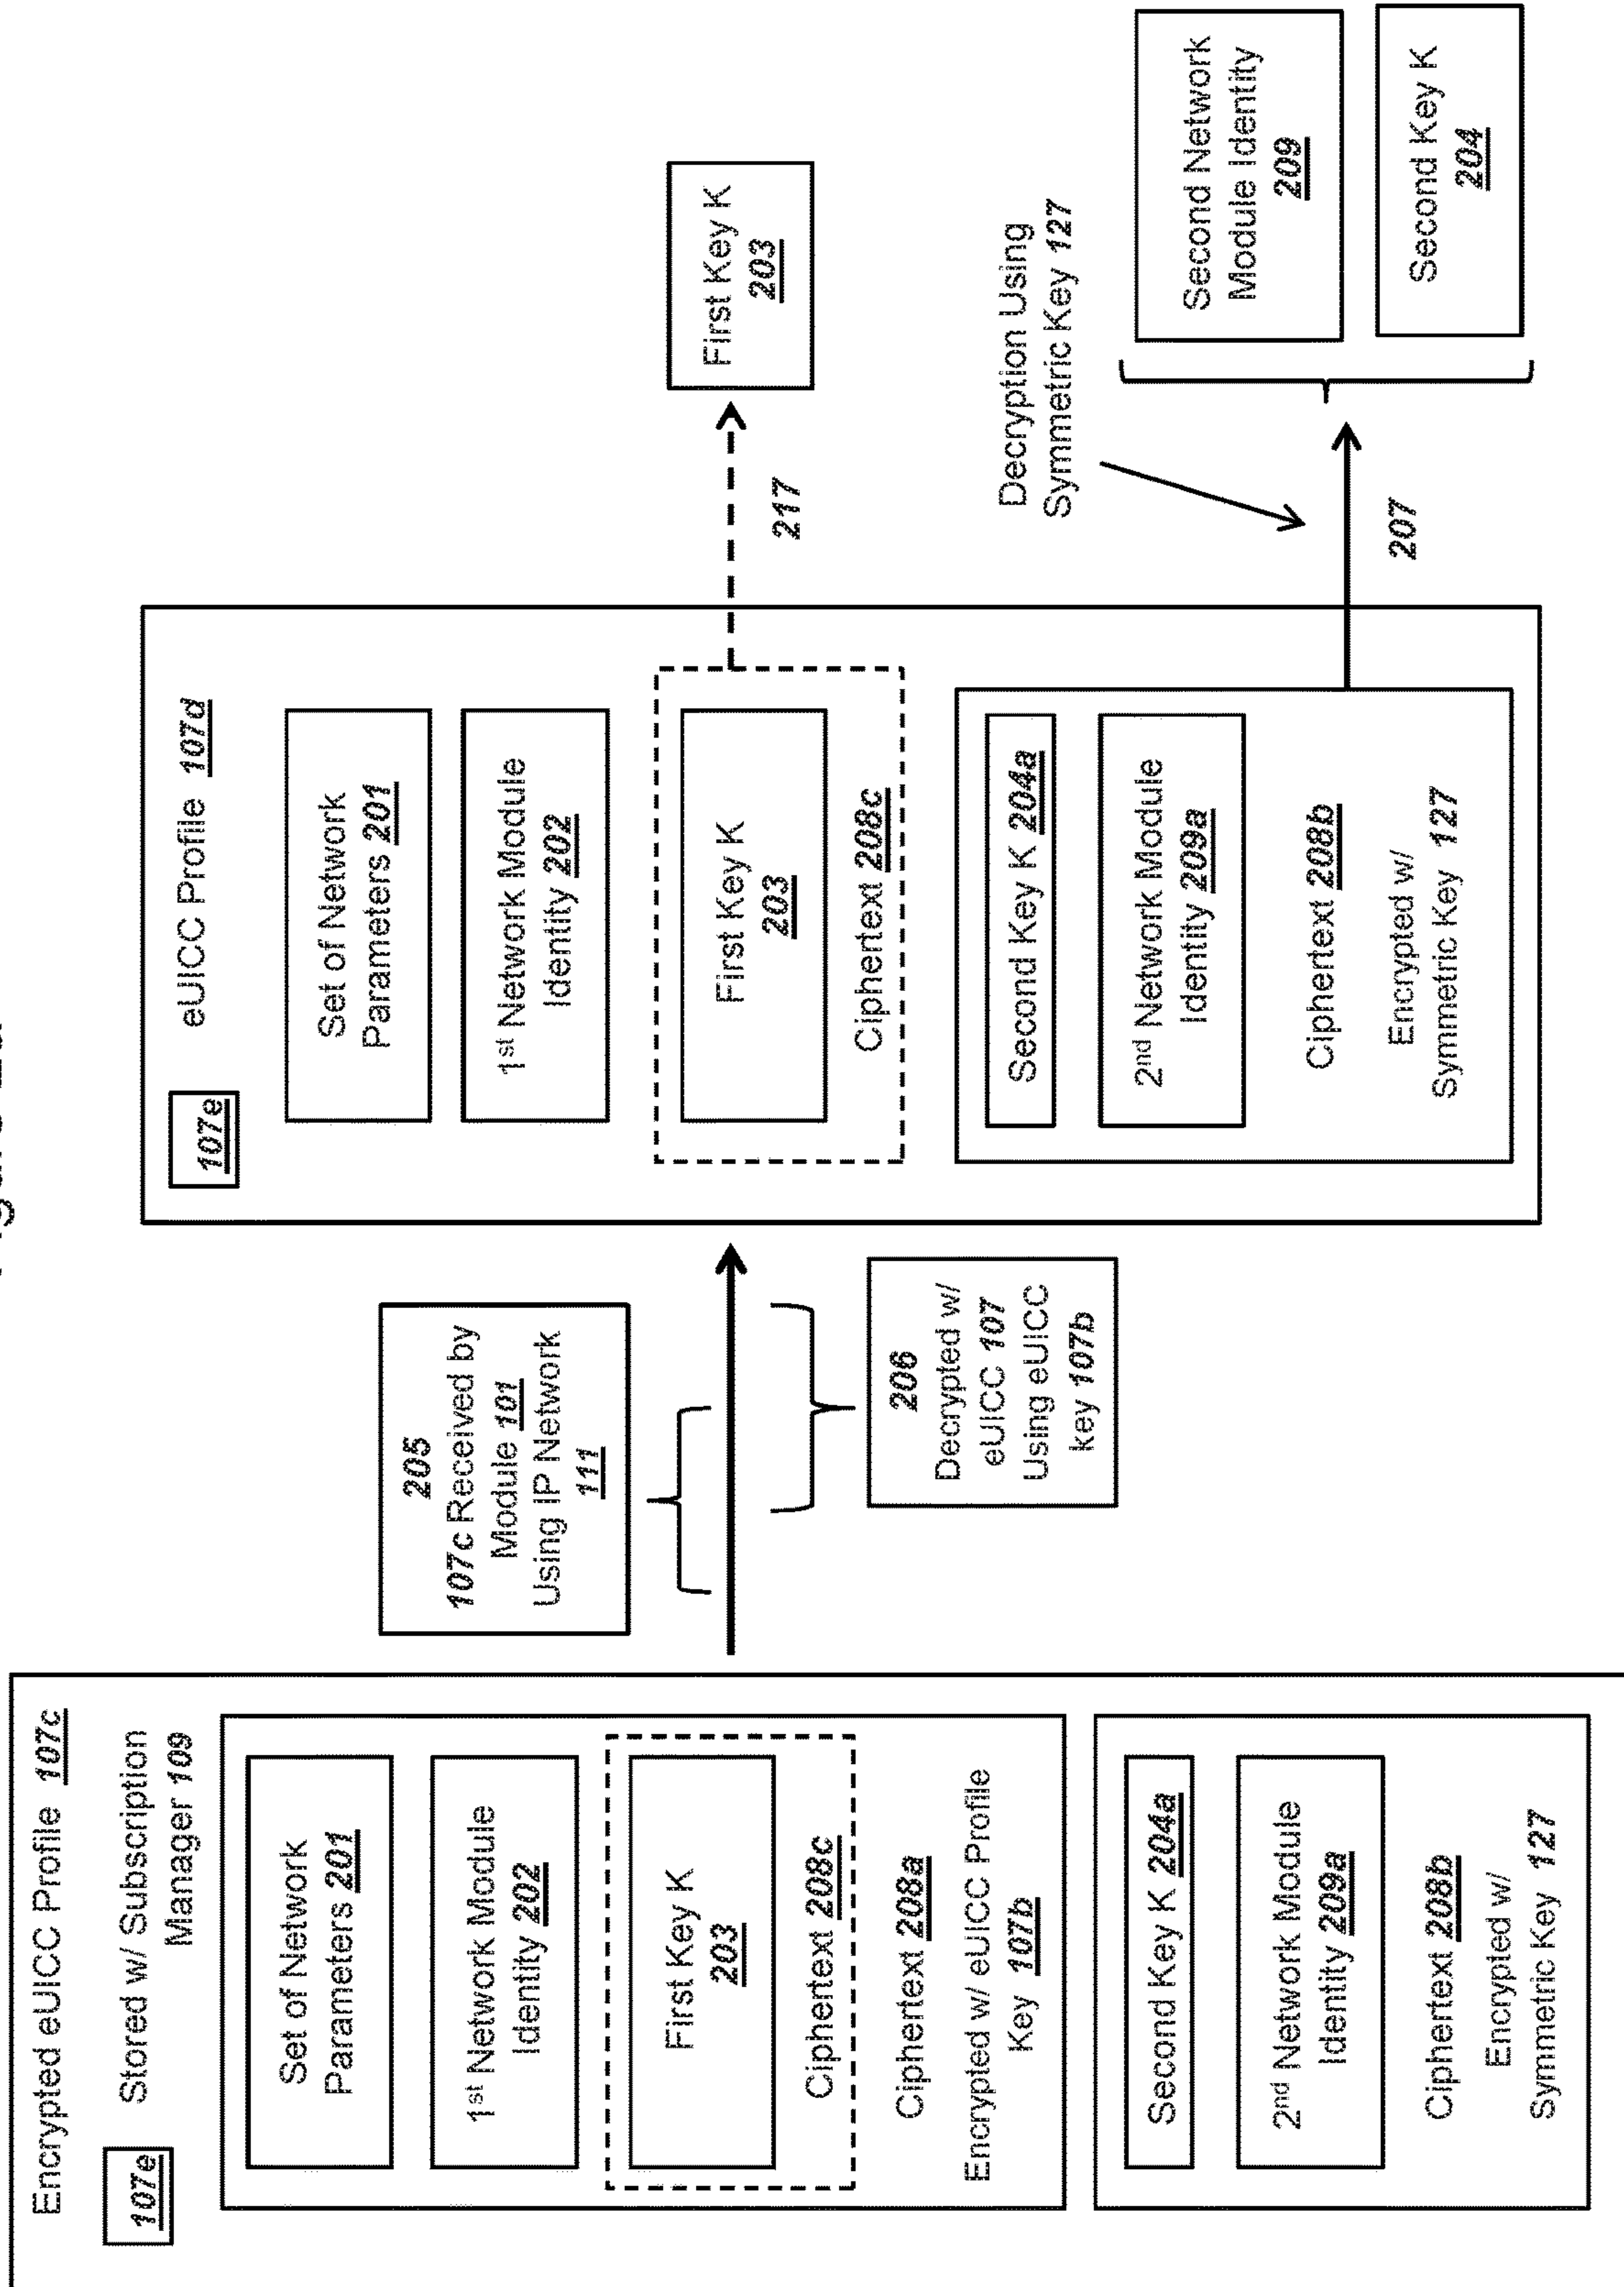 Encrypted eUICC Profile 107c
107e
Stored w/ Subscription
Manager 109
Set of Network
Parameters 201
1st Network Module
Identity 202
First Key K
203
Ciphertext 208c
Ciphertext 208a
Encrypted w/ eUICC Profile
Key 107b
Second Key K 204a
2nd Network Module
Identity 209a
Ciphertext 208b
Encrypted w/
Symmetric Key 127
205
107c Received by
Module 101
Using IP Network
111
206
Decrypted w/
eUICC 107
Using eUICC
key 107b
107e
eUICC Profile 107d
Set of Network
Parameters 201
1st Network Module
Identity 202
First Key K
203
Ciphertext 208c
Second Key K 204a
2nd Network Module
Identity 209a
Ciphertext 208b
Encrypted w/
Symmetric Key 127
217
First Key K
203
Decryption Using
Symmetric Key 127
207
Second Network
Module Identity
209
Second Key K
204